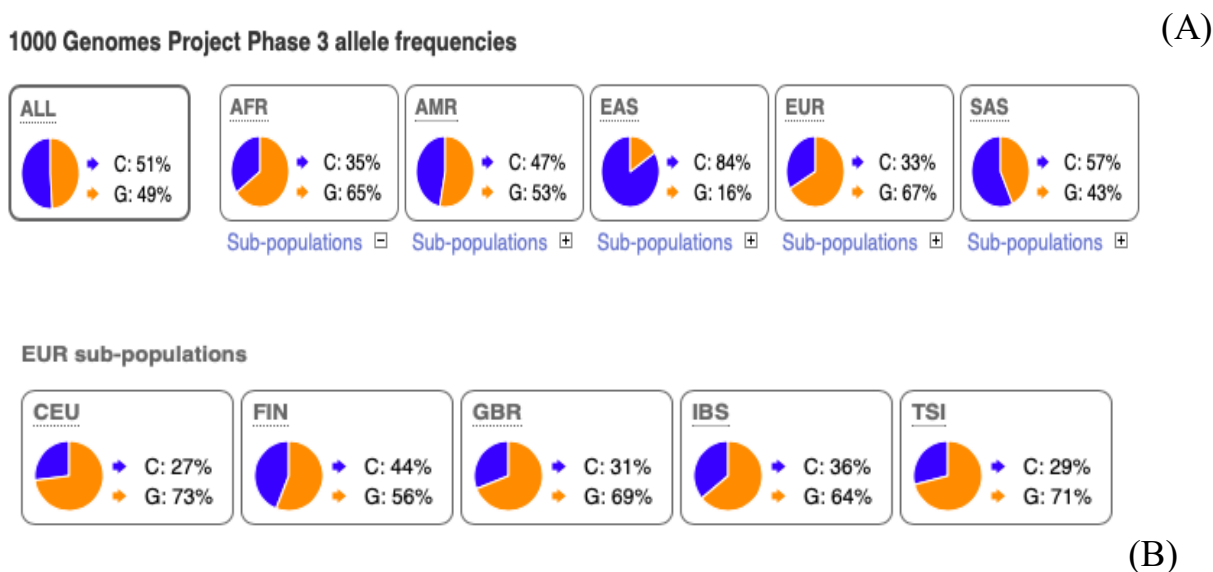 (A)
1000 Genomes Project Phase 3 allele frequencies
ALL AFR AMR EAS EUR SAS
C: 51% C: 35% C: 47% C: 84% C: 33% C: 57%
G: 49% G: 65% G: 53% G: 16% G: 67% G: 43%
Sub-populations - Sub-populations + Sub-populations + Sub-populations + Sub-populations +
EUR sub-populations
CEU FIN GBR IBS TSI
C: 27% C: 44% C: 31% C: 36% C: 29%
G: 73% G: 56% G: 69% G: 64% G: 71%
(B)